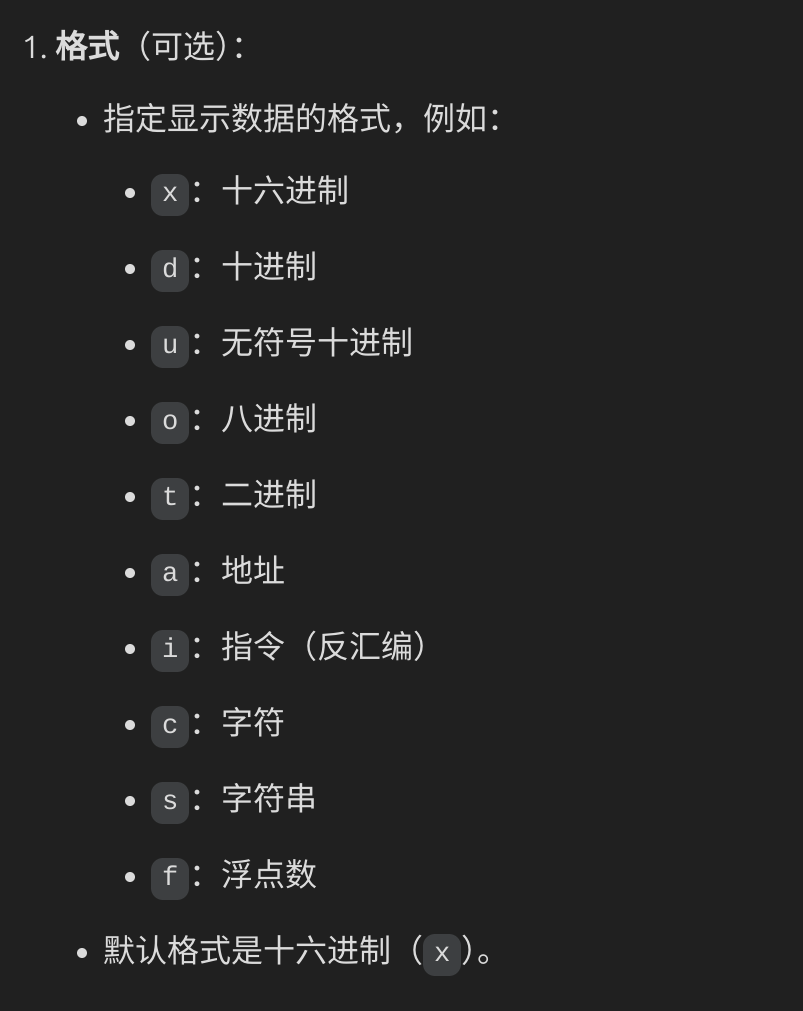 1. 格式（可选）：
• 指定显示数据的格式，例如：
• x：十六进制
• d：十进制
• u：无符号十进制
• o：八进制
• t：二进制
• a：地址
• i：指令（反汇编）
• c：字符
• s：字符串
• f：浮点数
• 默认格式是十六进制（x）。